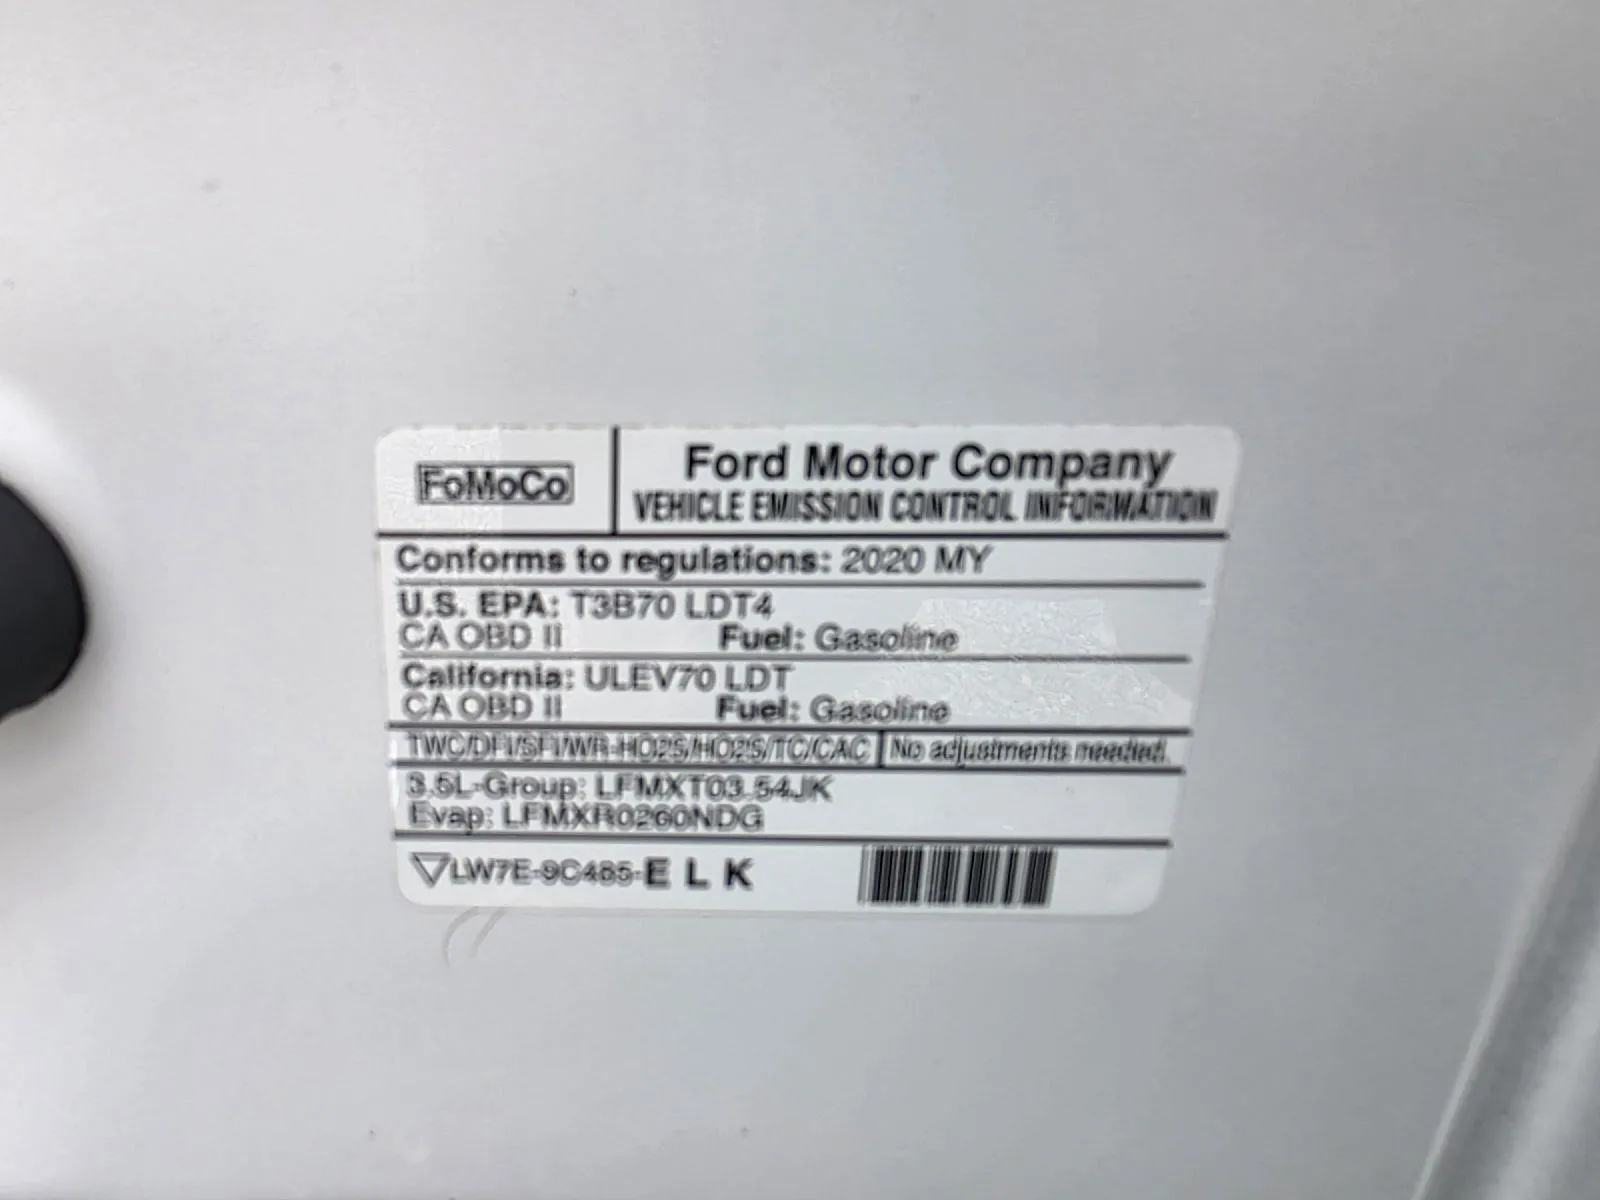 FoMoCo
Ford Motor Company
VEHICLE EMISSION CONTROL INFORMATION
Conforms to regulations: 2020 MY
U.S. EPA: T3B70 LDT4
CA OBD II Fuel: Gasoline
California: ULEV70 LDT
CA OBD II Fuel: Gasoline
TWC/DFI/SFI/WR-HO2S/HO2S/TC/CAC No adjustments needed.
3.5L-Group: LFMXT03.54JK
Evap: LFMXR0260NDG
LW7E-9C485-E L K